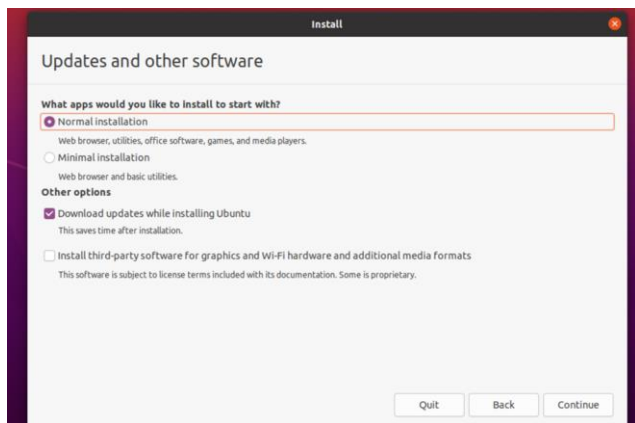 Install
Updates and other software
What apps would you like to install to start with?
Normal installation
Web browser, utilities, office software, games, and media players.
Minimal installation
Web browser and basic utilities.
Other options
Download updates while installing Ubuntu
This saves time after installation.
Install third-party software for graphics and Wi-Fi hardware and additional media formats
This software is subject to license terms included with its documentation. Some is proprietary.
Quit Back Continue